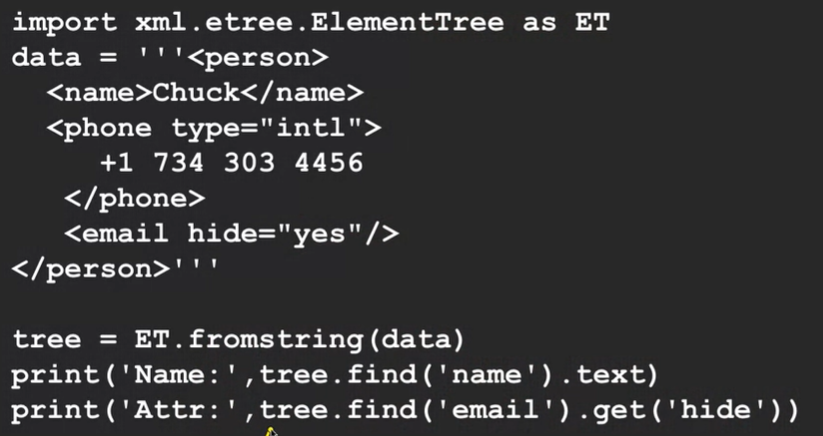 import xml.etree.ElementTree as ET
data = '''<person>
  <name>Chuck</name>
  <phone type="intl">
     +1 734 303 4456
   </phone>
   <email hide="yes"/>
</person>'''

tree = ET.fromstring(data)
print('Name:',tree.find('name').text)
print('Attr:',tree.find('email').get('hide'))